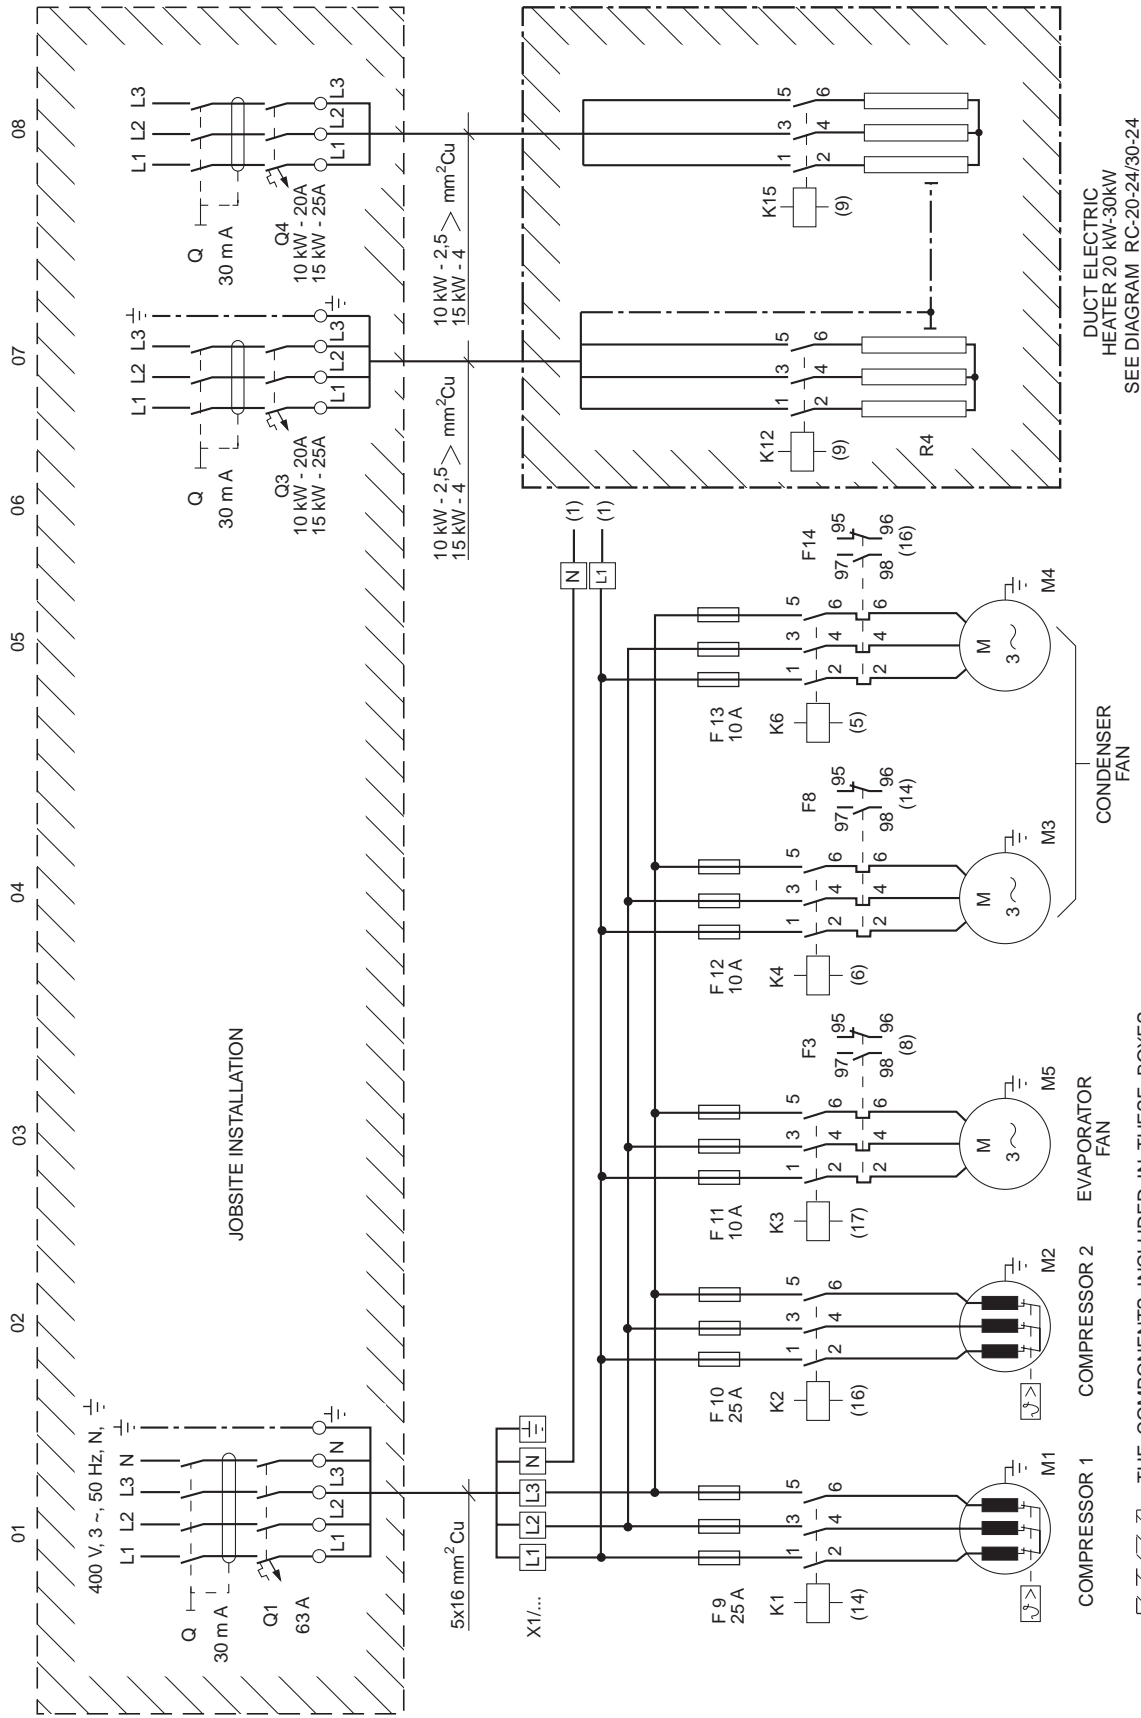 01
02
03
04
05
06
07
08
400 V, 3 ~, 50 Hz, N,
L1 L2 L3 N
Q
30 m A
Q1
63 A
L1 L2 L3 N
JOBSITE INSTALLATION
L1 L2 L3
Q
30 m A
Q3
10 kW - 20A
15 kW - 25A
L1 L2 L3
L1 L2 L3
Q
30 m A
Q4
10 kW - 20A
15 kW - 25A
L1 L2 L3
5x16 mm² Cu
10 kW - 2,5 > mm²Cu
15 kW - 4
10 kW - 2,5 > mm²Cu
15 kW - 4
X1/...
L1 L2 L3 N
N (1)
L1 (1)
F 9
25 A
K1
(14)
1 3 5
2 4 6
ϑ >
M1
COMPRESSOR 1
F 10
25 A
K2
(16)
1 3 5
2 4 6
ϑ >
M2
COMPRESSOR 2
F 11
10 A
K3
(17)
1 3 5
2 4 6
2 4 6
F3
97 95
98 96
(8)
M
3 ~
M5
EVAPORATOR
FAN
F 12
10 A
K4
(6)
1 3 5
2 4 6
2 4 6
F8
97 95
98 96
(14)
M
3 ~
M3
F 13
10 A
K6
(5)
1 3 5
2 4 6
2 4 6
F14
97 95
98 96
(16)
M
3 ~
M4
CONDENSER
FAN
K12
(9)
1 3 5
2 4 6
R4
K15
(9)
1 3 5
2 4 6
DUCT ELECTRIC
HEATER 20 kW-30kW
SEE DIAGRAM RC-20-24/30-24
THE COMPONENTS INCLUDED IN THESE BOXES